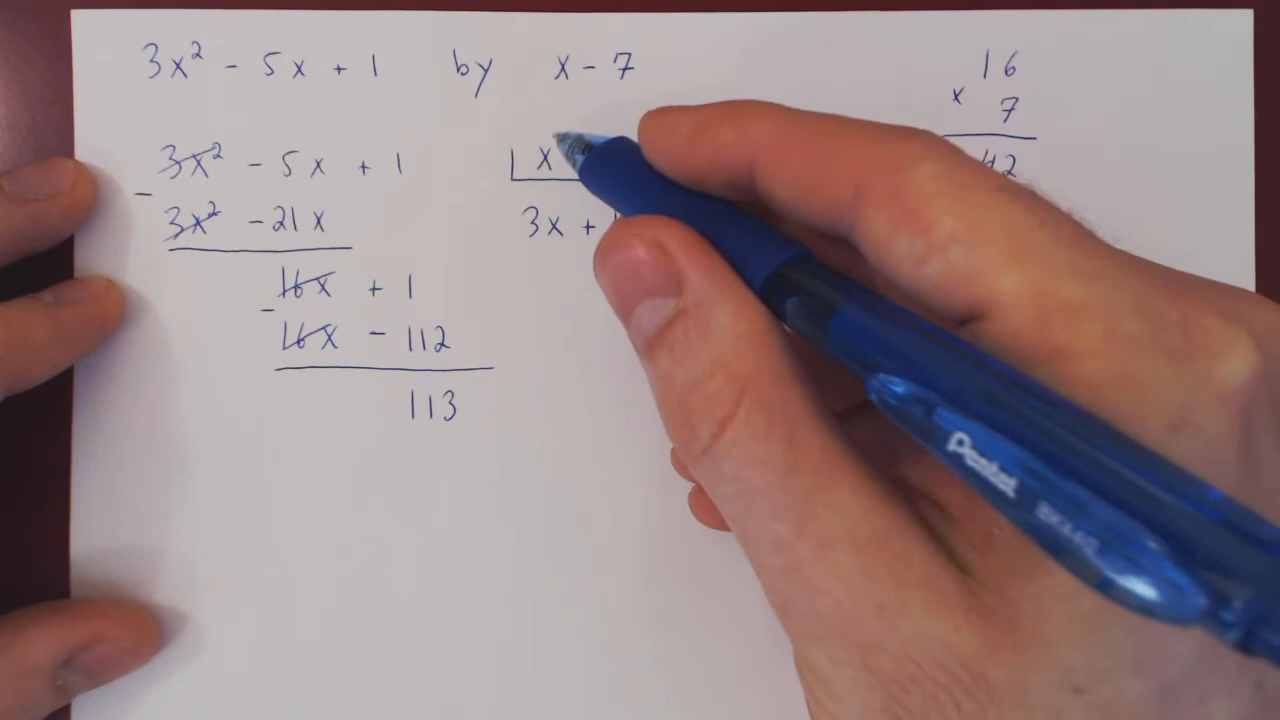 3x² - 5x + 1 by x - 7
16
x 7
42
3x² - 5x + 1
x
- 3x² - 21x
3x +
16x + 1
- 16x - 112
113
Pentel